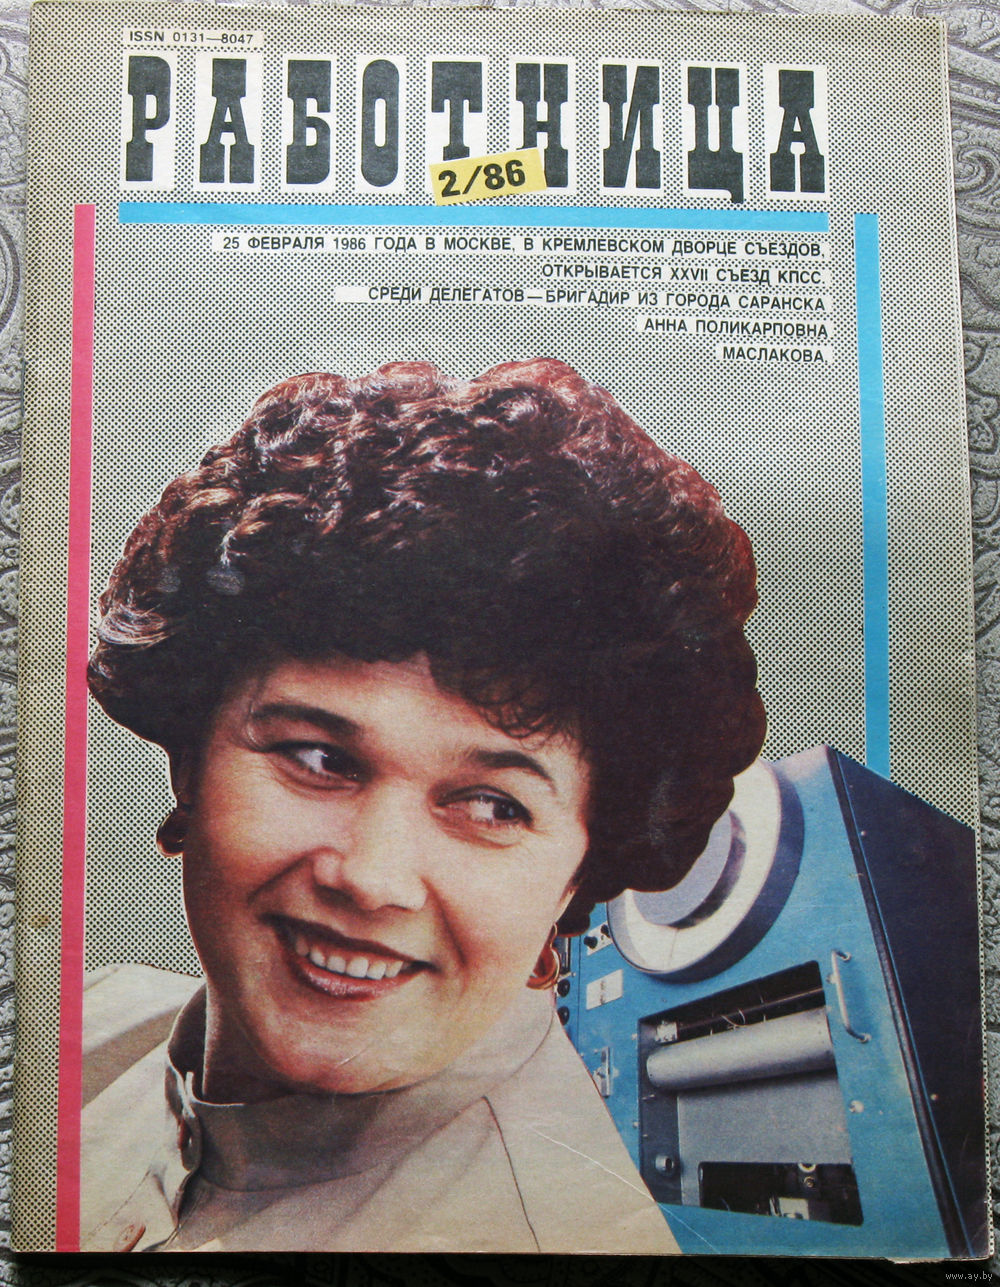 ISSN 0131—8047
РАБОТНИЦА
2/86
25 ФЕВРАЛЯ 1986 ГОДА В МОСКВЕ, В КРЕМЛЕВСКОМ ДВОРЦЕ СЪЕЗДОВ,
ОТКРЫВАЕТСЯ XXVII СЪЕЗД КПСС.
СРЕДИ ДЕЛЕГАТОВ — БРИГАДИР ИЗ ГОРОДА САРАНСКА
АННА ПОЛИКАРПОВНА
МАСЛАКОВА.
www.ay.by